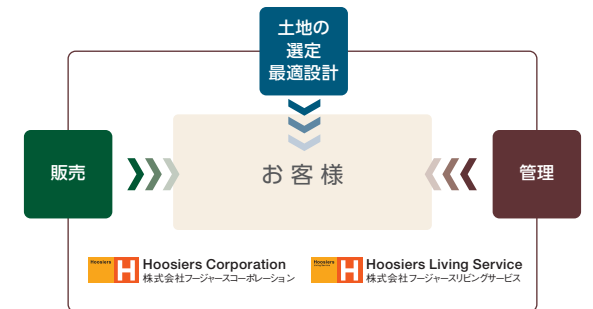 土地の
選定
最適設計
販売
お客様
管理
Hoosiers
H
Hoosiers Corporation
株式会社フージャースコーポレーション
Hoosiers
H
Hoosiers Living Service
株式会社フージャースリビングサービス